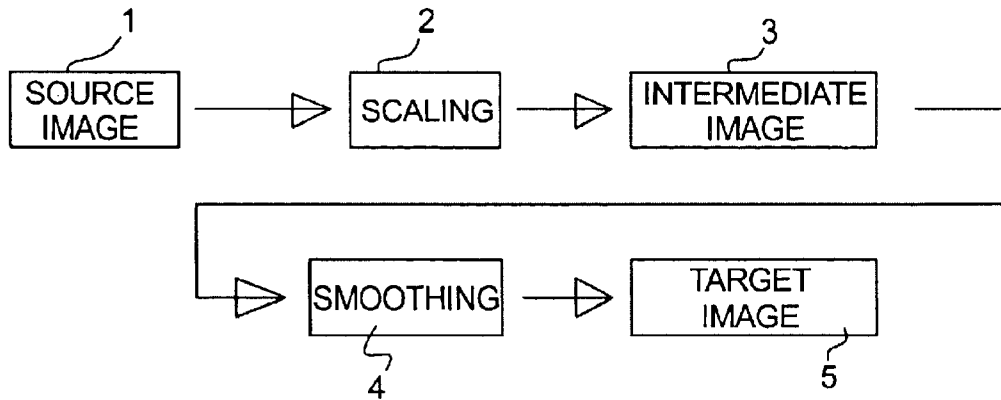 1
2
3
SOURCE
IMAGE
SCALING
INTERMEDIATE
IMAGE
SMOOTHING
TARGET
IMAGE
4
5